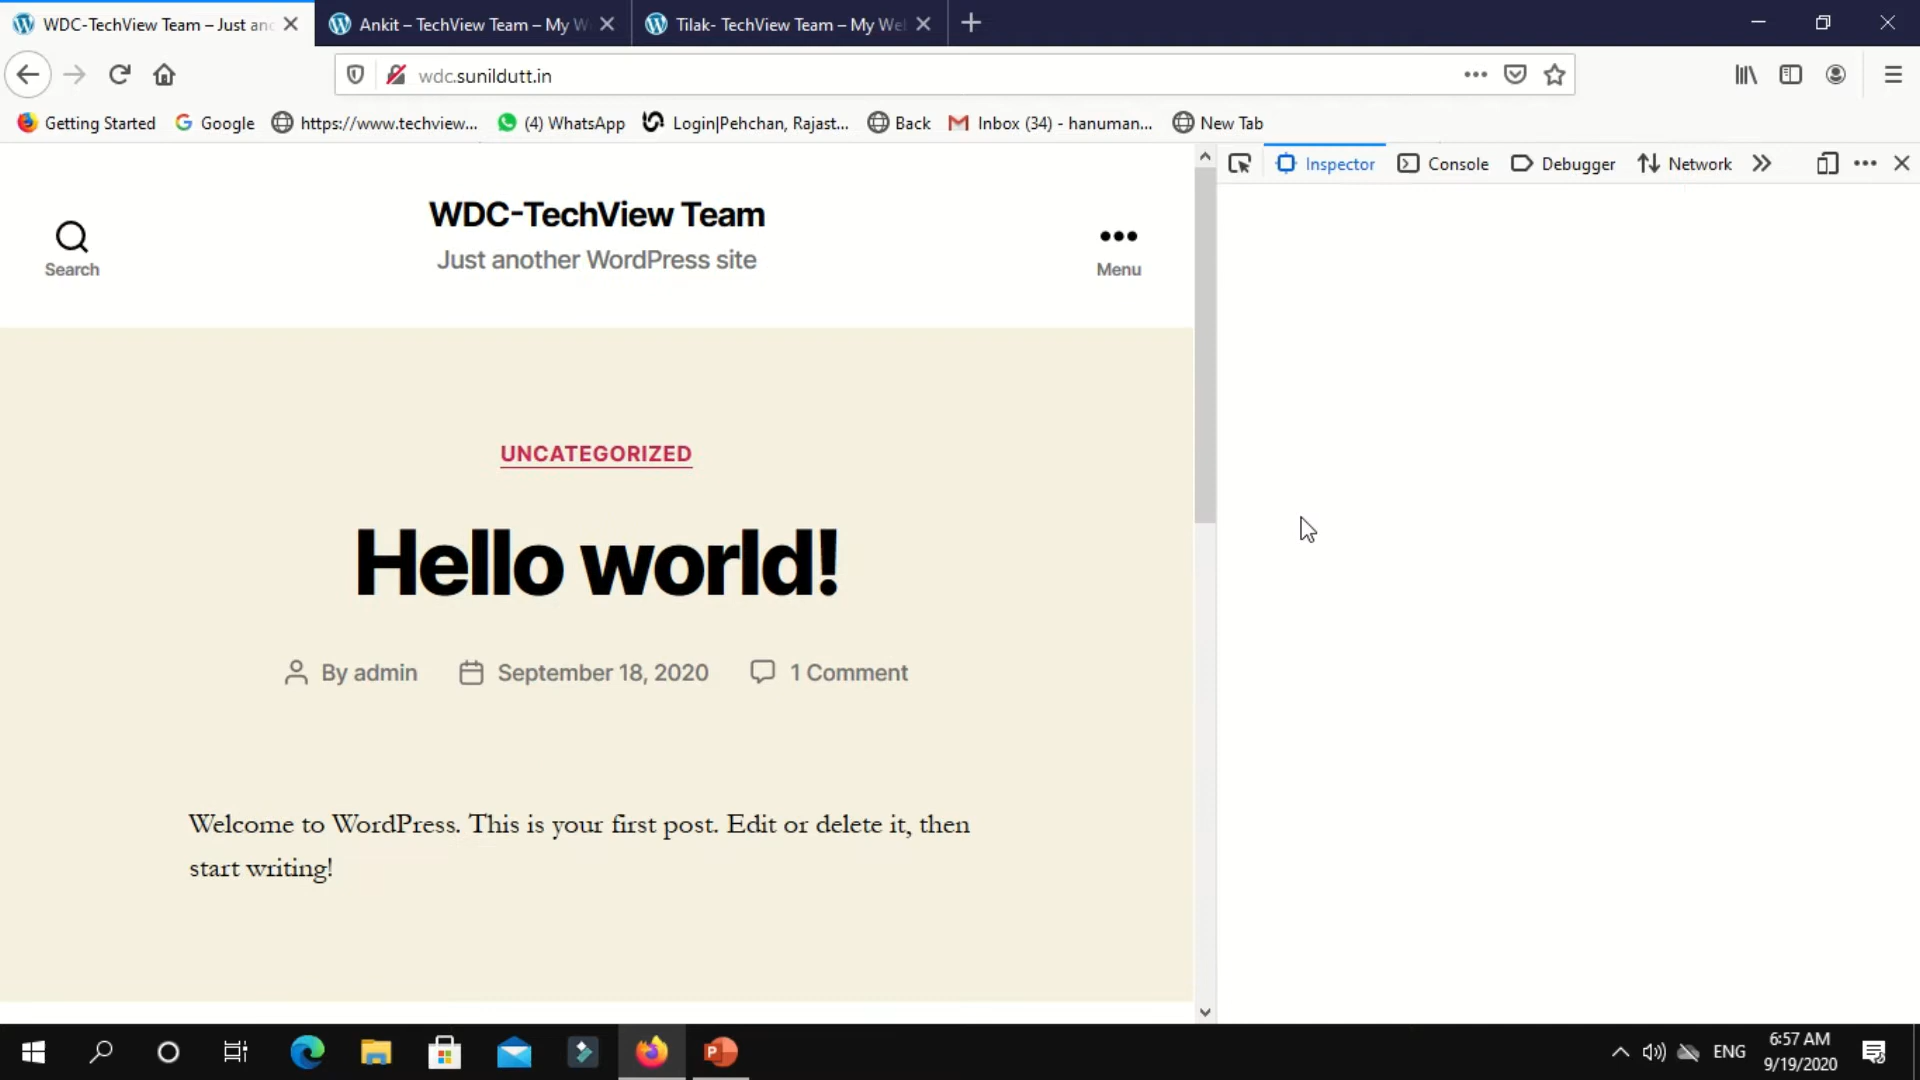 WDC-TechView Team – Just anc
Ankit – TechView Team – My W
Tilak- TechView Team – My We
wdc.sunildutt.in
Getting Started
Google
https://www.techview...
(4) WhatsApp
Login|Pehchan, Rajast...
Back
Inbox (34) - hanuman...
New Tab
Search
WDC-TechView Team
Just another WordPress site
Menu
Inspector
Console
Debugger
Network
UNCATEGORIZED
Hello world!
By admin
September 18, 2020
1 Comment
Welcome to WordPress. This is your first post. Edit or delete it, then
start writing!
ENG
6:57 AM
9/19/2020